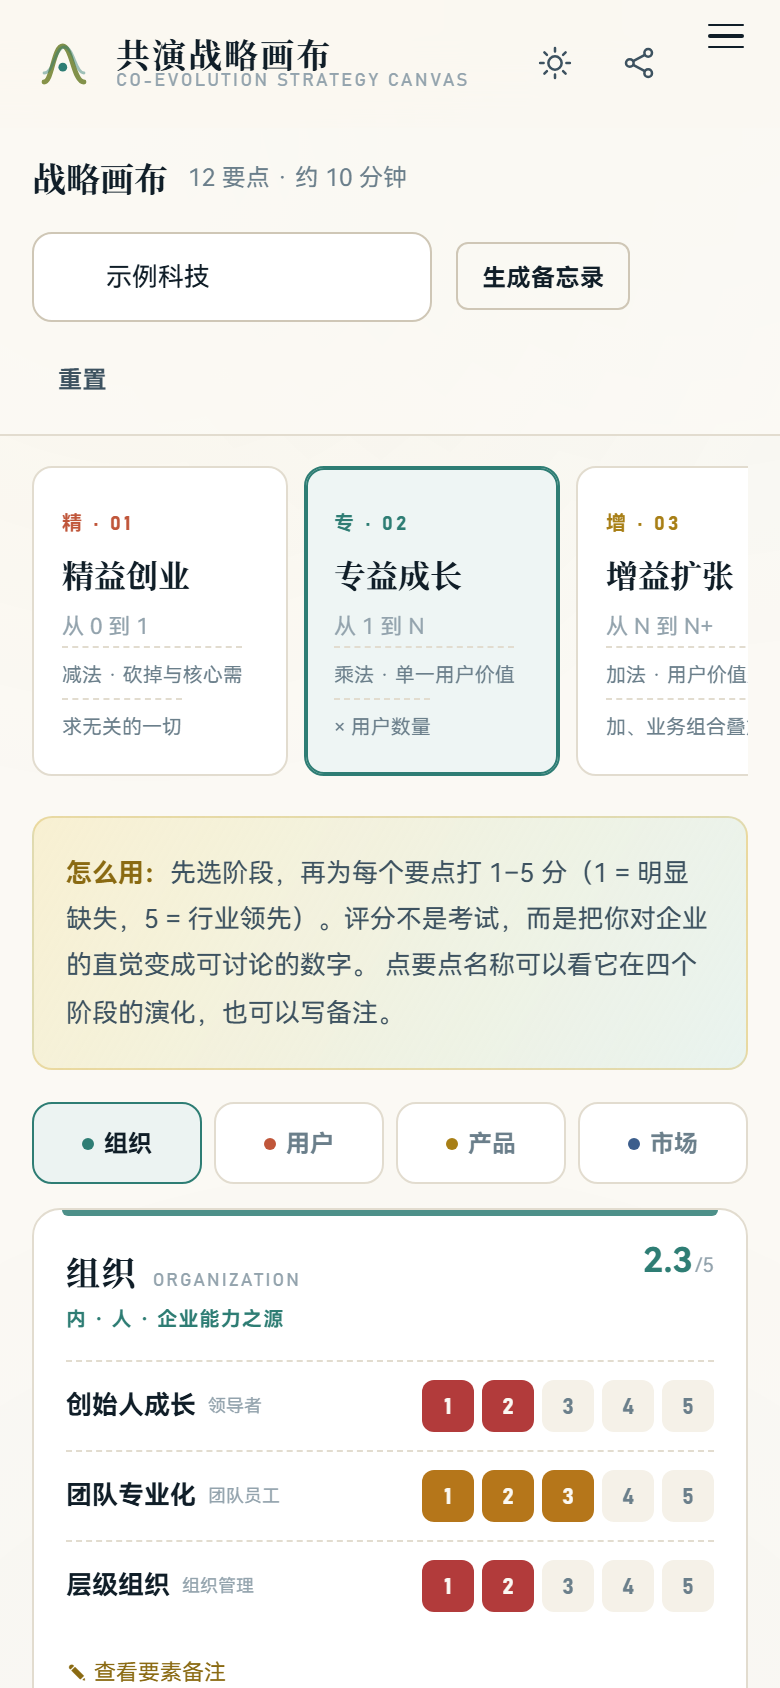 共演战略画布
CO-EVOLUTION STRATEGY CANVAS
战略画布 12 要点 · 约 10 分钟
示例科技
生成备忘录
重置
精 · 01
精益创业
从 0 到 1
减法 · 砍掉与核心需
求无关的一切
专 · 02
专益成长
从 1 到 N
乘法 · 单一用户价值
× 用户数量
增 · 03
增益扩张
从 N 到 N+
加法 · 用户价值
加、业务组合叠
怎么用：先选阶段，再为每个要点打 1–5 分（1 = 明显
缺失，5 = 行业领先）。评分不是考试，而是把你对企业
的直觉变成可讨论的数字。 点要点名称可以看它在四个
阶段的演化，也可以写备注。
组织
用户
产品
市场
组织 ORGANIZATION 2.3/5
内 · 人 · 企业能力之源
创始人成长 领导者 1 2 3 4 5
团队专业化 团队员工 1 2 3 4 5
层级组织 组织管理 1 2 3 4 5
查看要素备注